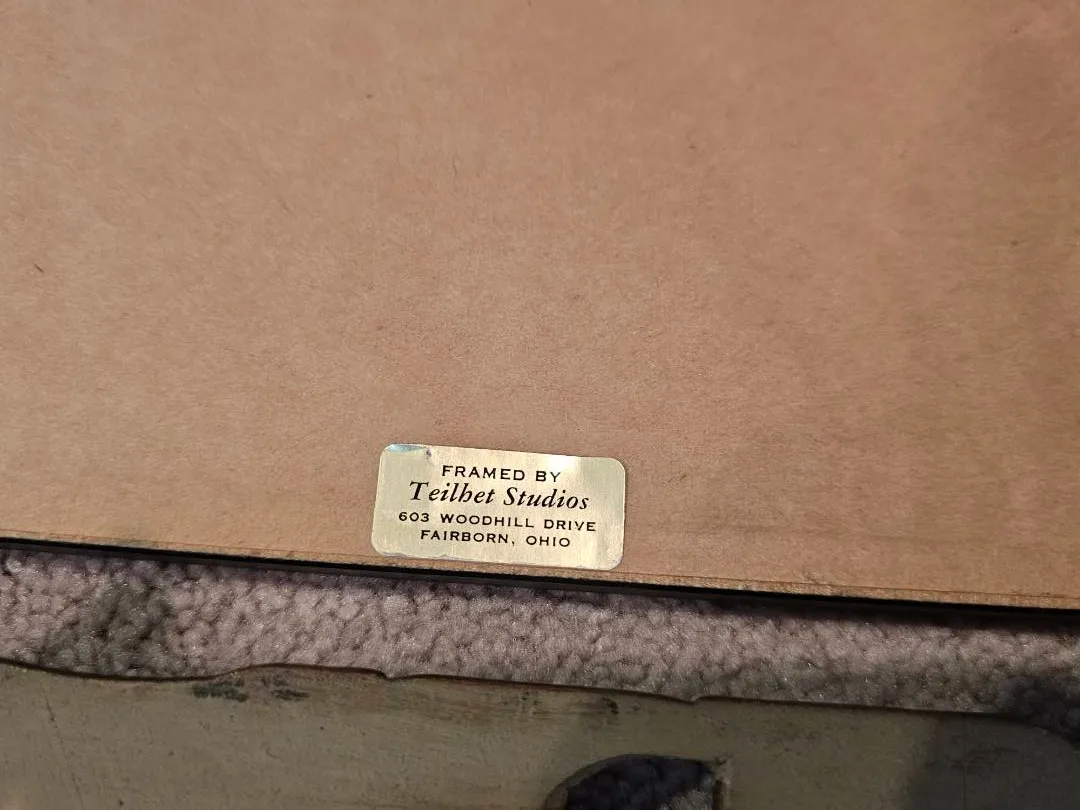 FRAMED BY
Teilhet Studios
603 WOODHILL DRIVE
FAIRBORN, OHIO